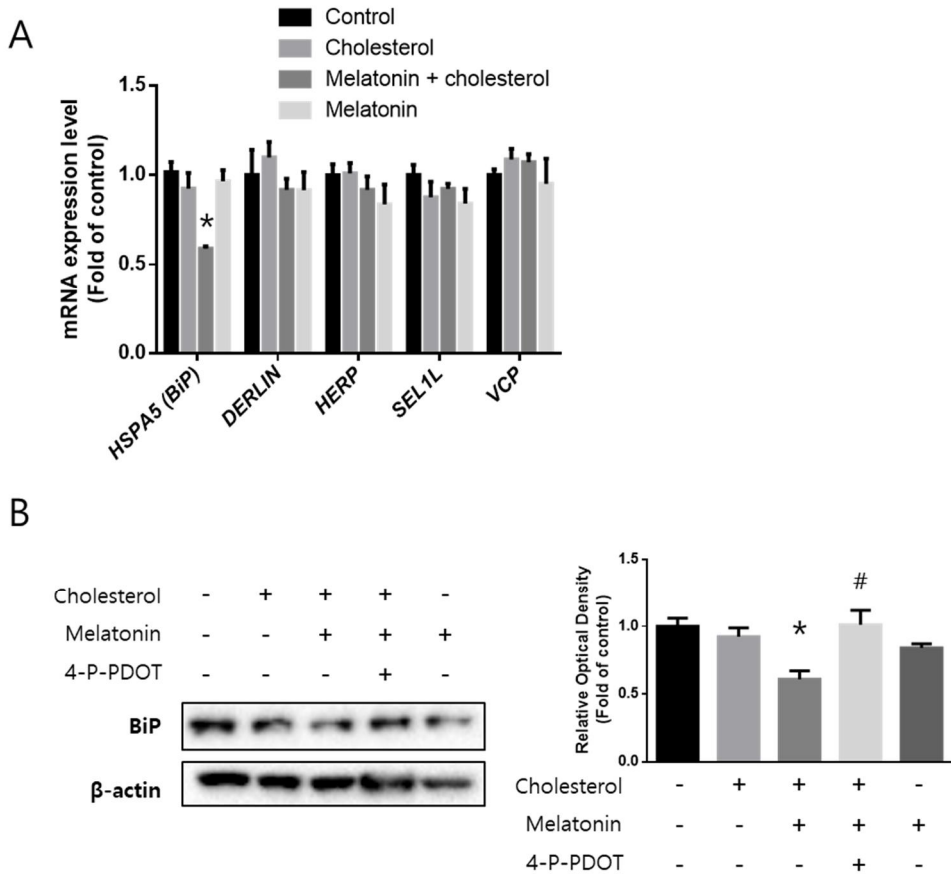 A
Control
Cholesterol
Melatonin + cholesterol
Melatonin
mRNA expression level
(Fold of control)
1.5
1.0
0.5
0.0
*
HSPA5 (BiP)
DERLIN
HERP
SEL1L
VCP
B
Cholesterol - + + + -
Melatonin - - + + +
4-P-PDOT - - - + -
BiP
β-actin
Relative Optical Density
(Fold of control)
1.5
1.0
0.5
0.0
* #
Cholesterol - + + + -
Melatonin - - + + +
4-P-PDOT - - - + -